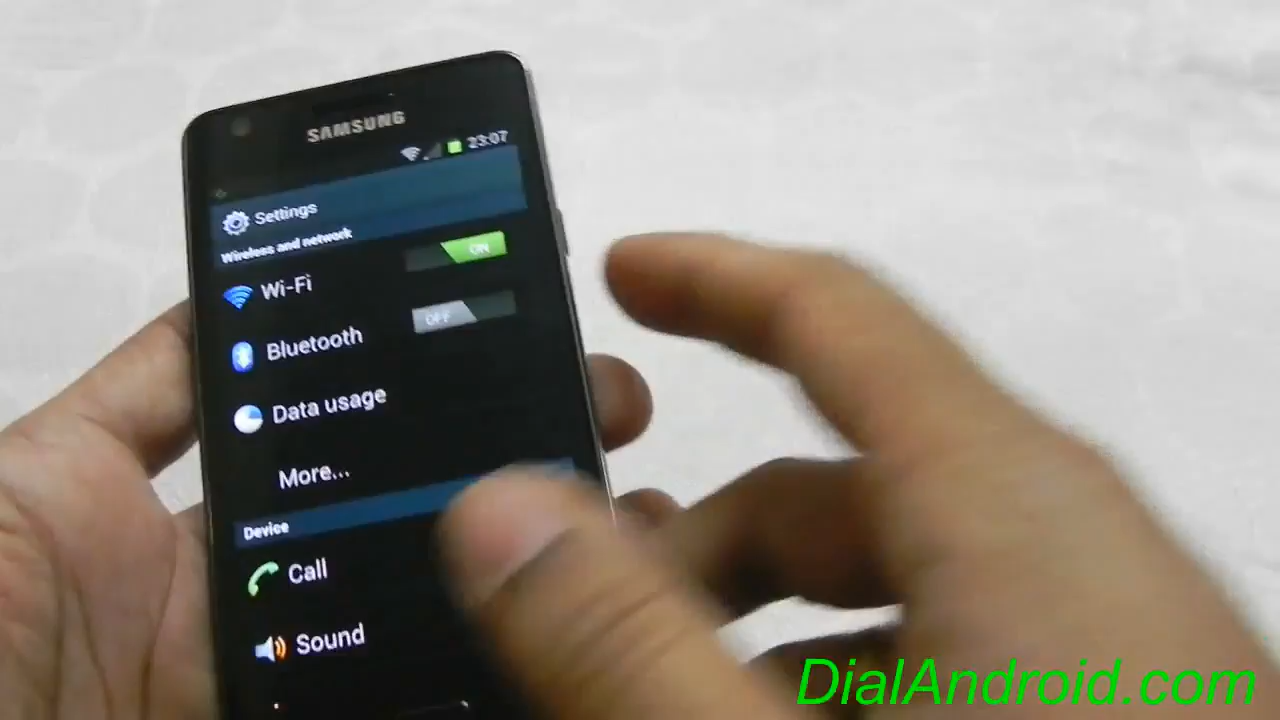 SAMSUNG
23:07
Settings
Wireless and network
Wi-Fi
ON
Bluetooth
OFF
Data usage
More...
Device
Call
Sound
DialAndroid.com